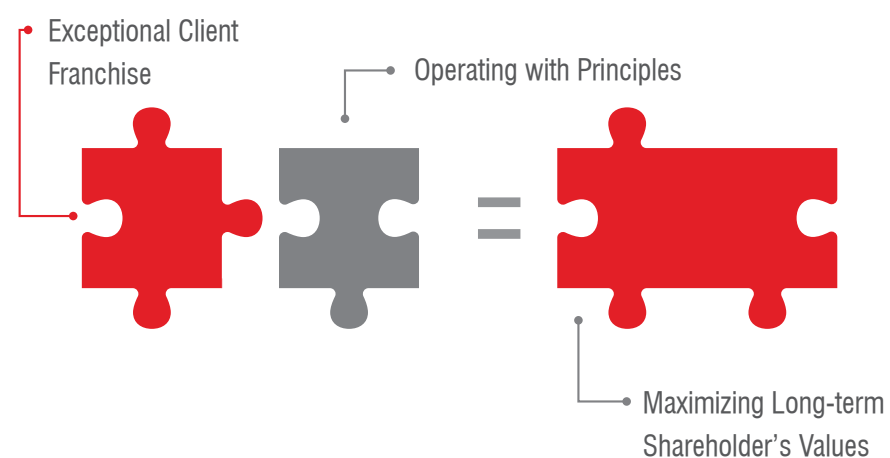 Exceptional Client
Franchise
Operating with Principles
=
Maximizing Long-term
Shareholder’s Values